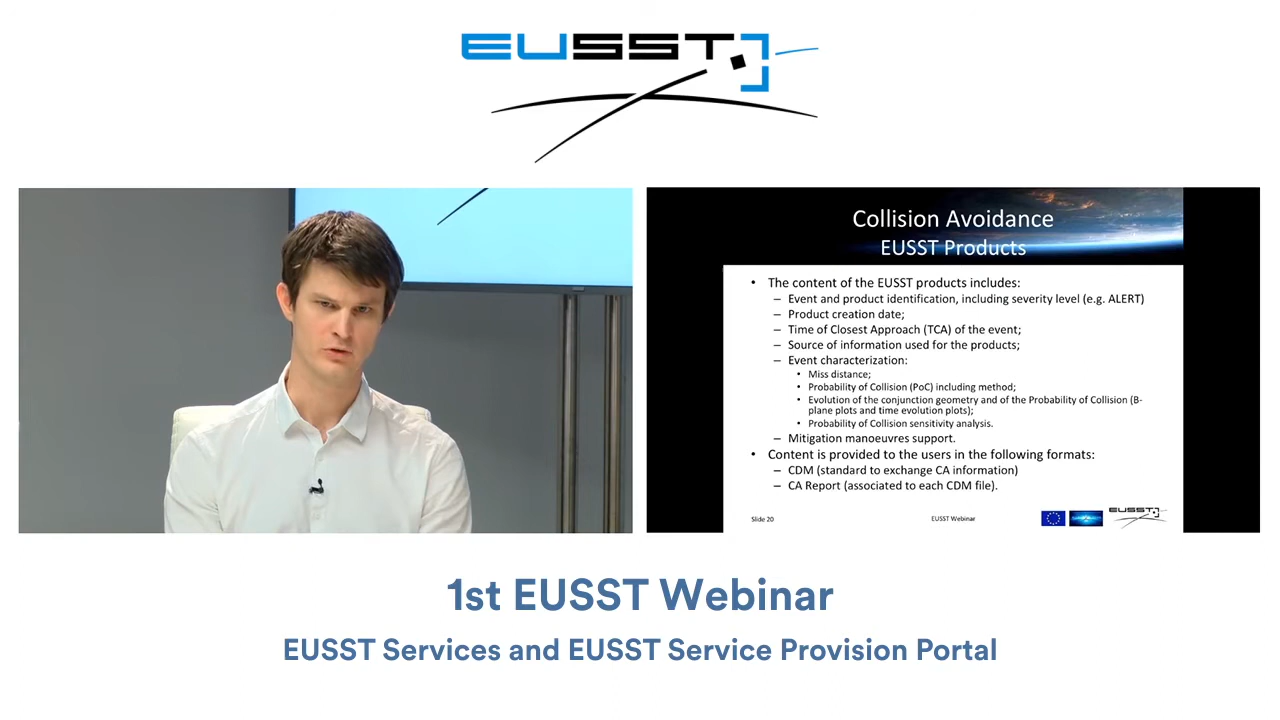 EUSST
Collision Avoidance
EUSST Products
• The content of the EUSST products includes:
– Event and product identification, including severity level (e.g. ALERT)
– Product creation date;
– Time of Closest Approach (TCA) of the event;
– Source of information used for the products;
– Event characterization:
• Miss distance;
• Probability of Collision (PoC) including method;
• Evolution of the conjunction geometry and of the Probability of Collision (B-
plane plots and time evolution plots);
• Probability of Collision sensitivity analysis.
– Mitigation manoeuvres support.
• Content is provided to the users in the following formats:
– CDM (standard to exchange CA information)
– CA Report (associated to each CDM file).
Slide 20
EUSST Webinar
EUSST
1st EUSST Webinar
EUSST Services and EUSST Service Provision Portal